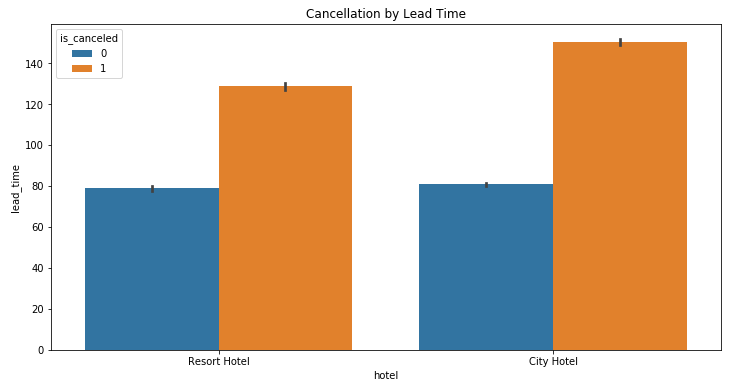 Cancellation by Lead Time
is_canceled
0
1
lead_time
140
120
100
80
60
40
20
0
Resort Hotel
City Hotel
hotel